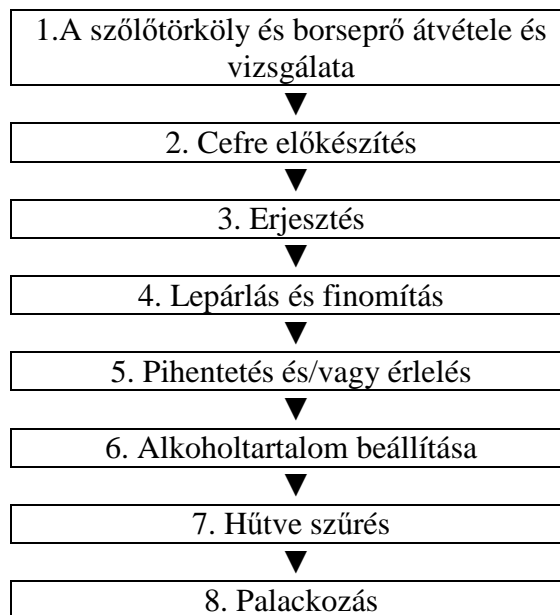 1.A szőlőtörköly és borseprő átvétele és
vizsgálata
2. Cefre előkészítés
3. Erjesztés
4. Lepárlás és finomítás
5. Pihentetés és/vagy érlelés
6. Alkoholtartalom beállítása
7. Hűtve szűrés
8. Palackozás